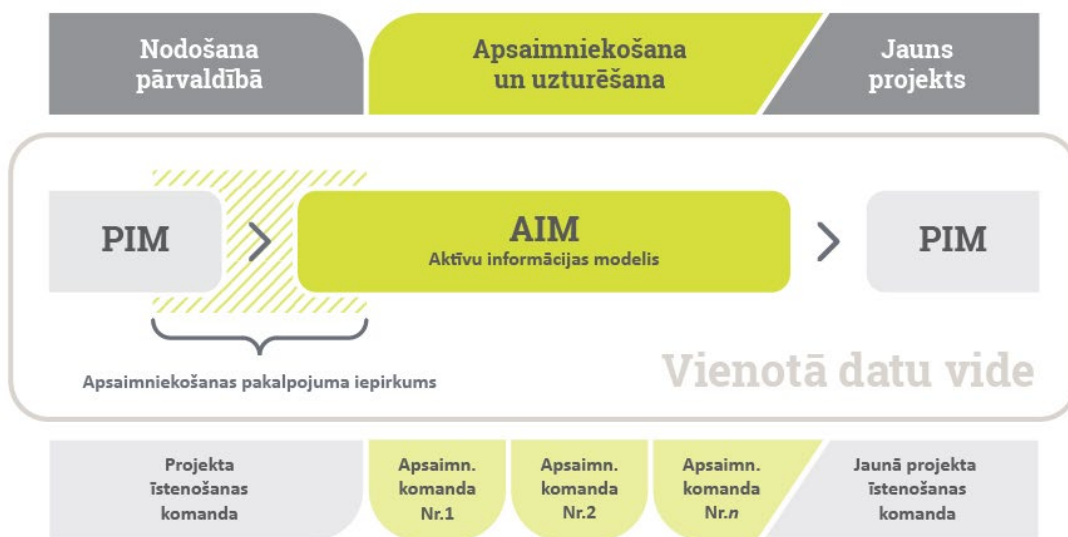 Nodošana
pārvaldībā
Apsaimniekošana
un uzturēšana
Jauns
projekts
PIM
AIM
Aktīvu informācijas modelis
PIM
Apsaimniekošanas pakalpojuma iepirkums
Vienotā datu vide
Projekta
īstenošanas
komanda
Apsaimn.
komanda
Nr.1
Apsaimn.
komanda
Nr.2
Apsaimn.
komanda
Nr.n
Jaunā projekta
īstenošanas
komanda